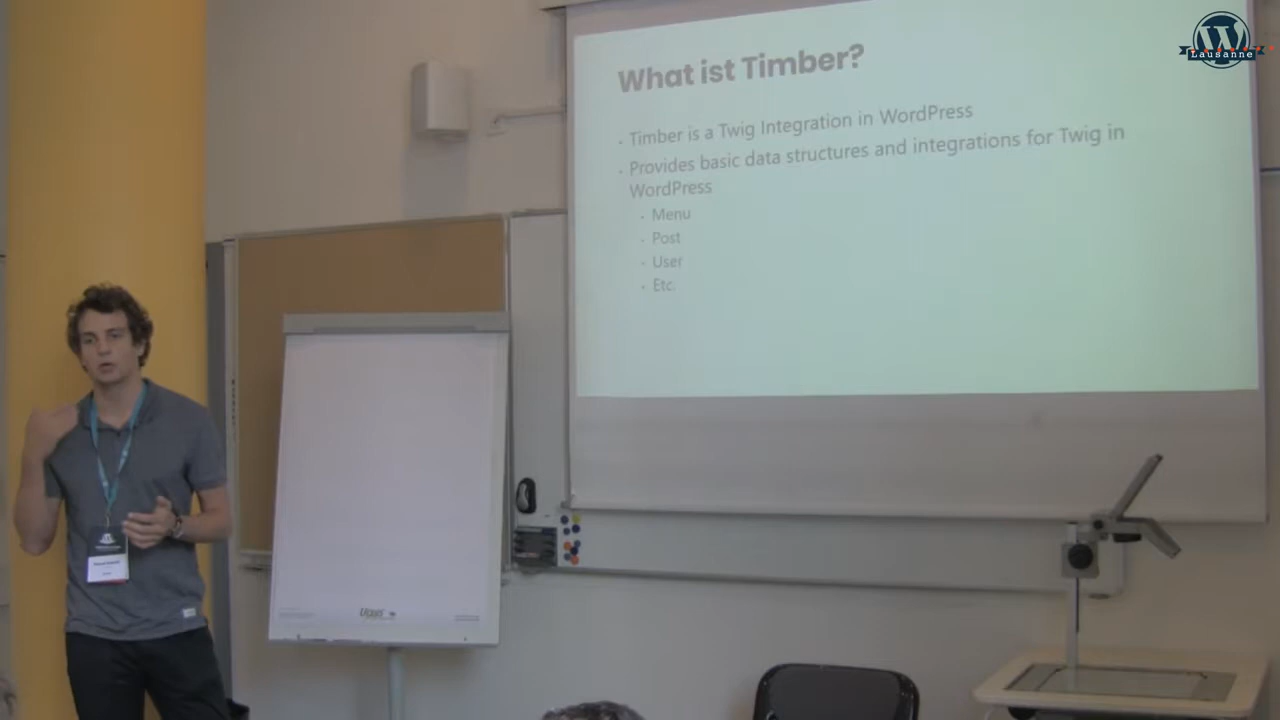 Lausanne
What ist Timber?
Timber is a Twig Integration in WordPress
Provides basic data structures and integrations for Twig in
WordPress
Menu
Post
User
Etc.